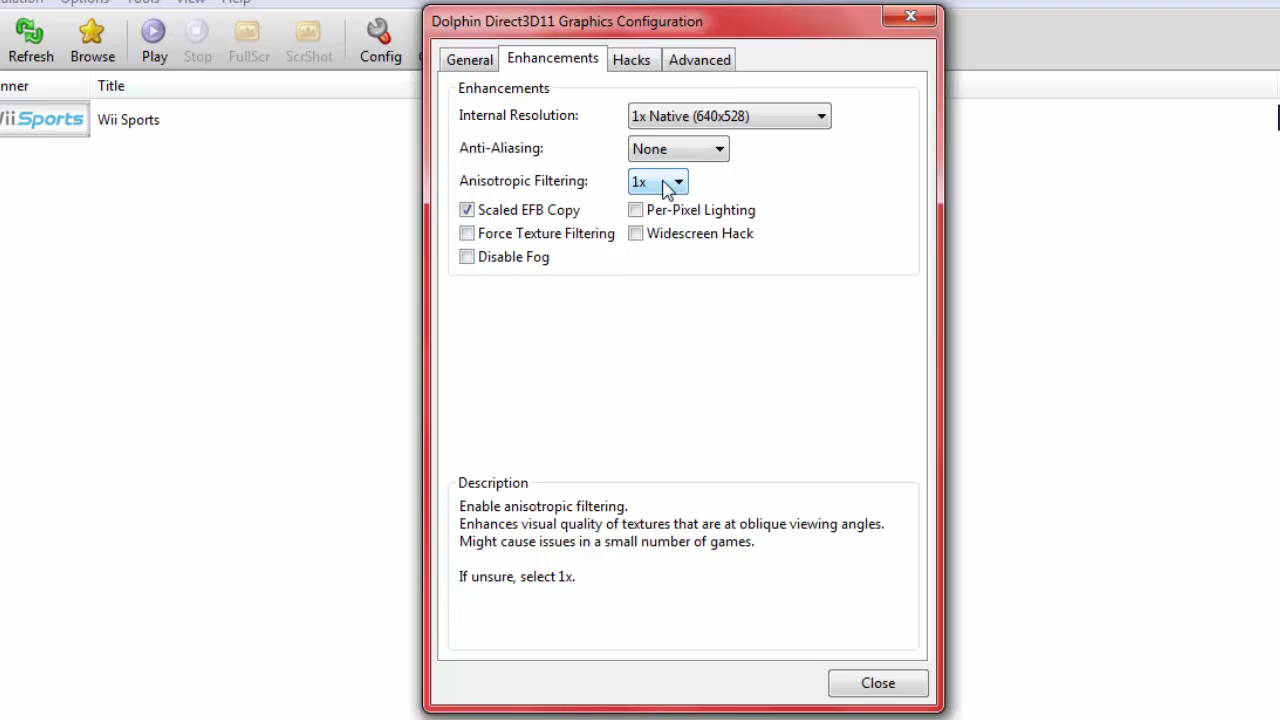 Options Tools View Help
Dolphin Direct3D11 Graphics Configuration
Refresh Browse Play Stop FullScr ScrShot Config
General Enhancements Hacks Advanced
nner Title
Wii Sports Wii Sports
Enhancements
Internal Resolution: 1x Native (640x528)
Anti-Aliasing: None
Anisotropic Filtering: 1x
Scaled EFB Copy Per-Pixel Lighting
Force Texture Filtering Widescreen Hack
Disable Fog
Description
Enable anisotropic filtering.
Enhances visual quality of textures that are at oblique viewing angles.
Might cause issues in a small number of games.
If unsure, select 1x.
Close